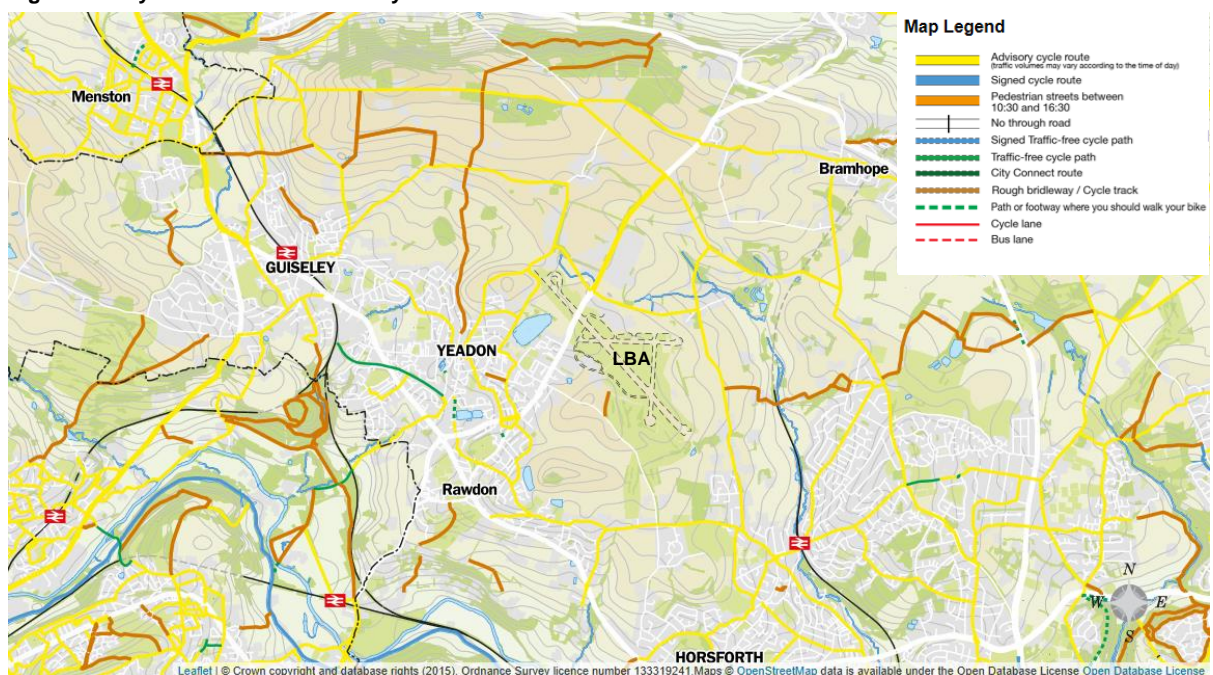 Map Legend
Advisory cycle route
(traffic volumes may vary according to the time of day)
Signed cycle route
Pedestrian streets between
10:30 and 16:30
No through road
Signed Traffic-free cycle path
Traffic-free cycle path
City Connect route
Rough bridleway / Cycle track
Path or footway where you should walk your bike
Cycle lane
Bus lane
Menston
Bramhope
GUISELEY
YEADON
LBA
Rawdon
HORSFORTH
N
W
E
S
Leaflet | © Crown copyright and database rights (2015). Ordnance Survey licence number 133319241 Maps © OpenStreetMap data is available under the Open Database License Open Database License